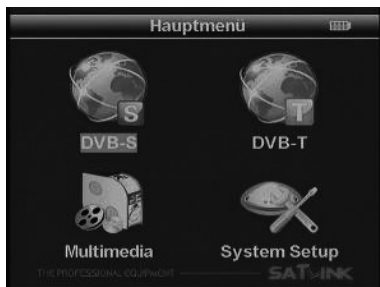 Hauptmenü
S T
DVB-S DVB-T
Multimedia System Setup
THE PROFESSIONAL EQUIPMENT SATLINK